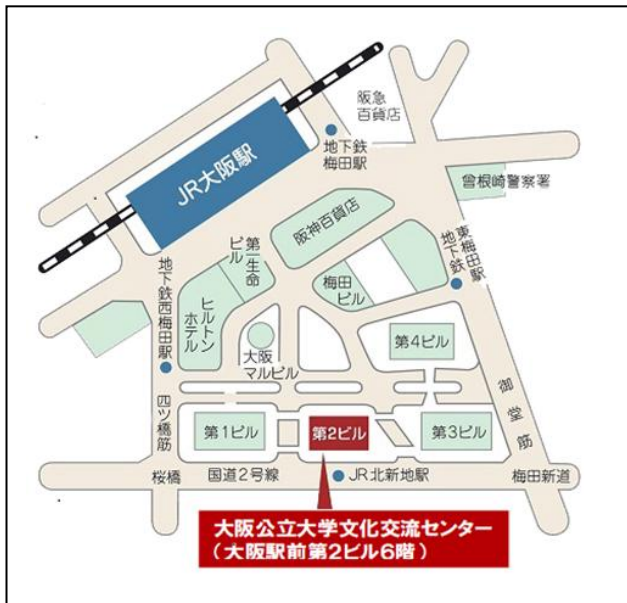 阪急
百貨店
地下鉄
梅田駅
JR大阪駅
曾根崎警察署
阪神百貨店
第一生命
ビル
地下鉄
東梅田駅
梅田
ビル
ヒルトン
ホテル
地下鉄西梅田駅
大阪
マルビル
第4ビル
四ツ橋筋
御堂筋
第1ビル
第2ビル
第3ビル
桜橋
国道2号線
JR北新地駅
梅田新道
大阪公立大学文化交流センター
(大阪駅前第2ビル6階)